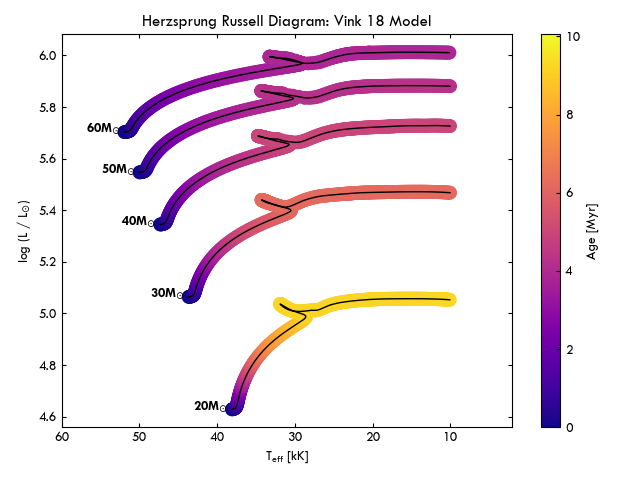 Herzsprung Russell Diagram: Vink 18 Model
log (L / L⊙)
6.0
5.8
5.6
5.4
5.2
5.0
4.8
4.6
60M⊙
50M⊙
40M⊙
30M⊙
20M⊙
60 50 40 30 20 10
T_eff [kK]
10
8
6
4
2
0
Age [Myr]